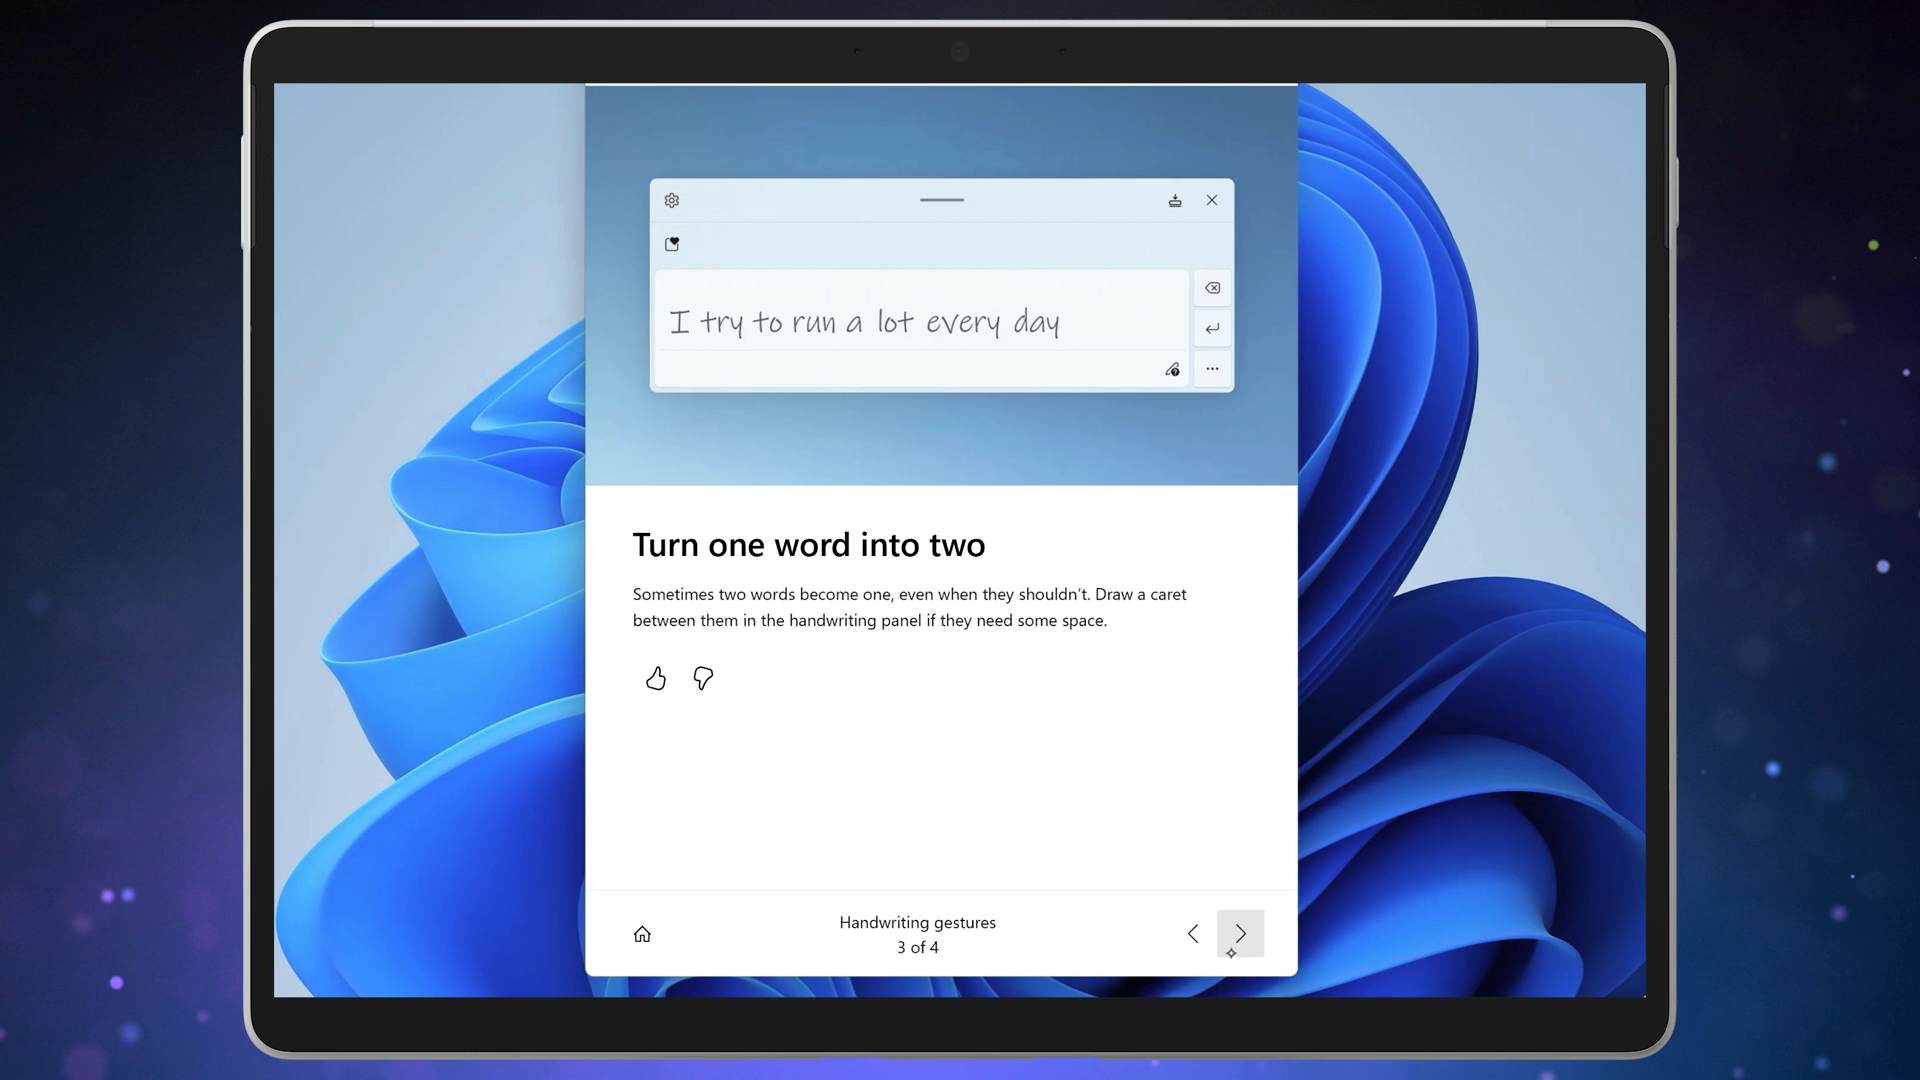 I try to run a lot every day
Turn one word into two
Sometimes two words become one, even when they shouldn't. Draw a caret
between them in the handwriting panel if they need some space.
Handwriting gestures
3 of 4